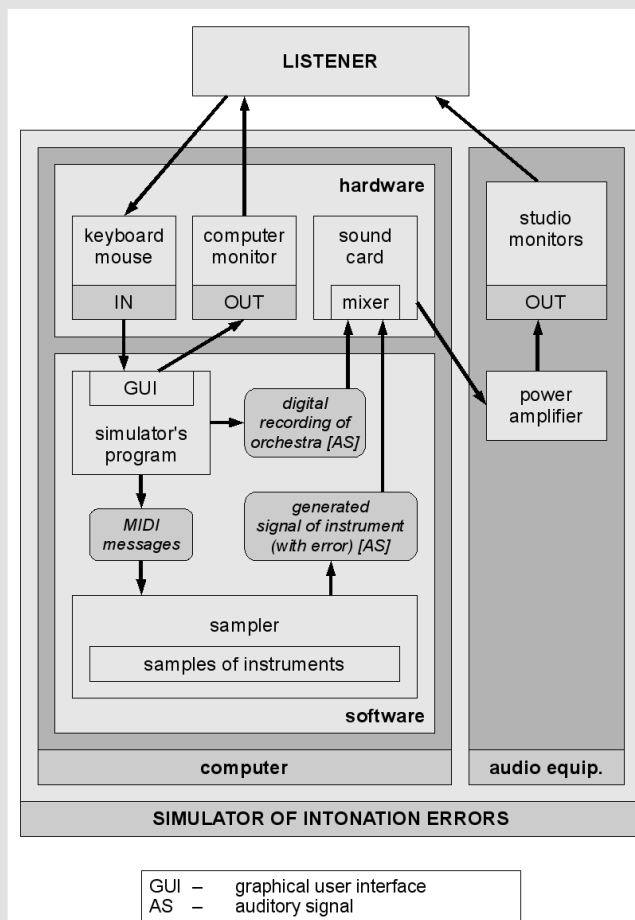 LISTENER
hardware
keyboard
mouse
IN
computer
monitor
OUT
sound
card
mixer
studio
monitors
OUT
GUI
simulator's
program
digital
recording of
orchestra [AS]
power
amplifier
MIDI
messages
generated
signal of instrument
(with error) [AS]
sampler
samples of instruments
software
computer
audio equip.
SIMULATOR OF INTONATION ERRORS
GUI – graphical user interface
AS – auditory signal